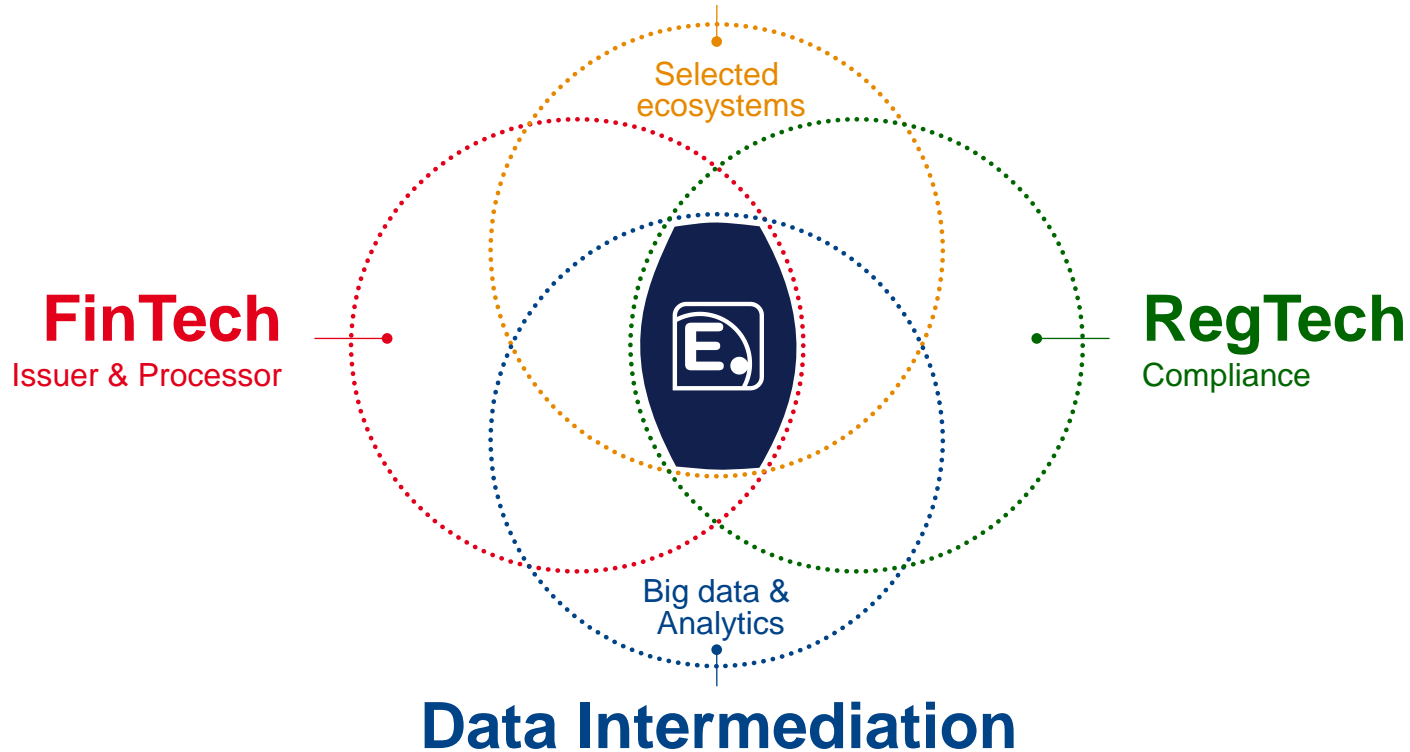 Selected
ecosystems
FinTech
Issuer & Processor
E.
RegTech
Compliance
Big data &
Analytics
Data Intermediation